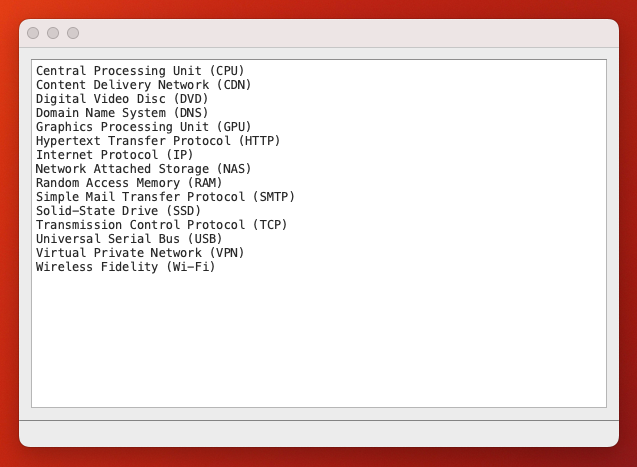 Central Processing Unit (CPU)
Content Delivery Network (CDN)
Digital Video Disc (DVD)
Domain Name System (DNS)
Graphics Processing Unit (GPU)
Hypertext Transfer Protocol (HTTP)
Internet Protocol (IP)
Network Attached Storage (NAS)
Random Access Memory (RAM)
Simple Mail Transfer Protocol (SMTP)
Solid-State Drive (SSD)
Transmission Control Protocol (TCP)
Universal Serial Bus (USB)
Virtual Private Network (VPN)
Wireless Fidelity (Wi-Fi)